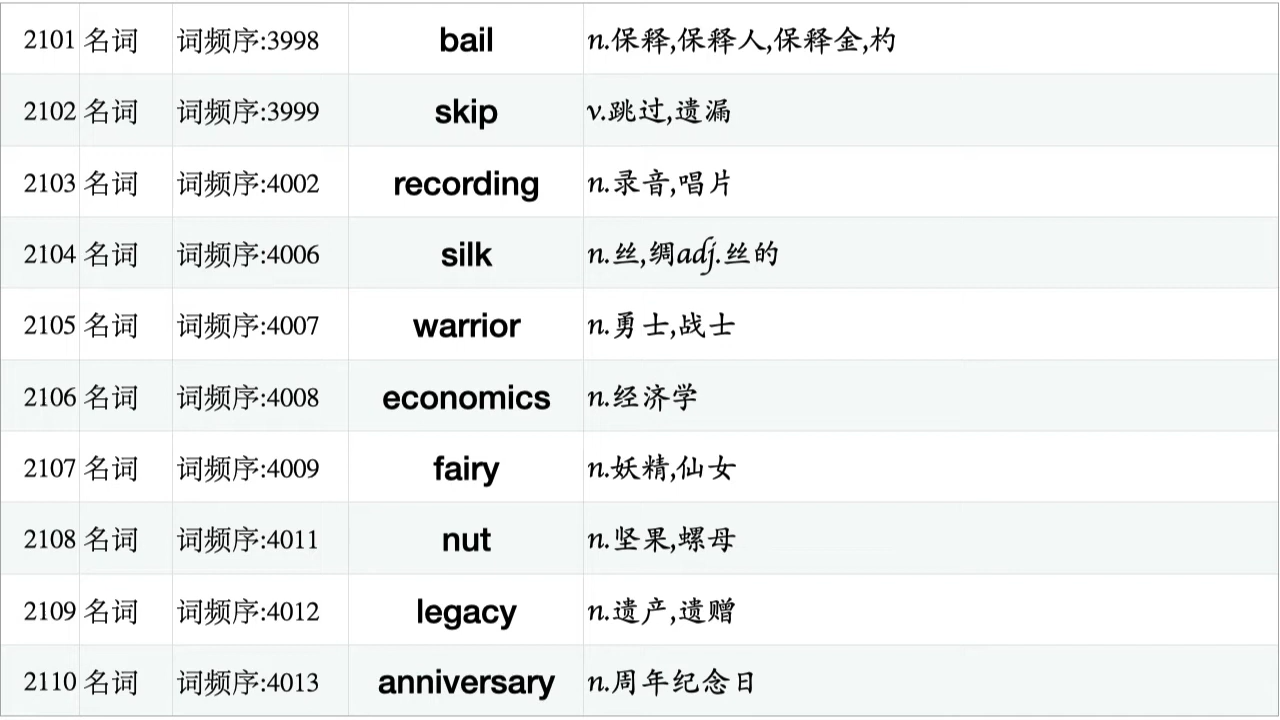 2101 名词 词频序:3998 bail n.保释,保释人,保释金,杓
2102 名词 词频序:3999 skip v.跳过,遗漏
2103 名词 词频序:4002 recording n.录音,唱片
2104 名词 词频序:4006 silk n.丝,绸adj.丝的
2105 名词 词频序:4007 warrior n.勇士,战士
2106 名词 词频序:4008 economics n.经济学
2107 名词 词频序:4009 fairy n.妖精,仙女
2108 名词 词频序:4011 nut n.坚果,螺母
2109 名词 词频序:4012 legacy n.遗产,遗赠
2110 名词 词频序:4013 anniversary n.周年纪念日